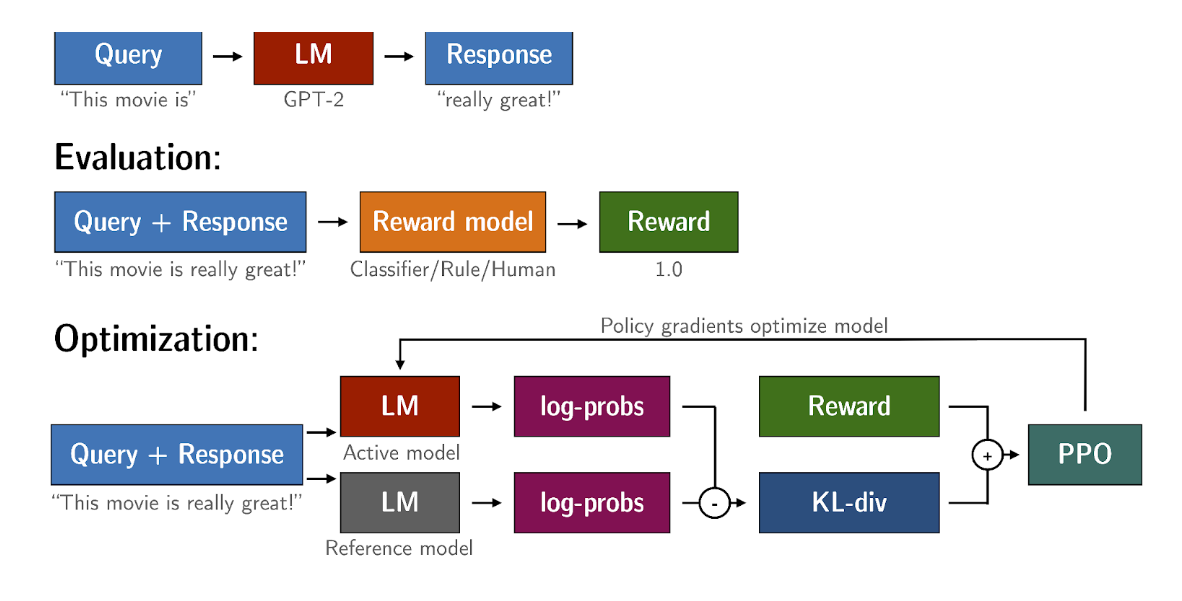 Query LM Response
“This movie is” GPT-2 “really great!”
Evaluation:
Query + Response Reward model Reward
“This movie is really great!” Classifier/Rule/Human 1.0
Optimization:
Policy gradients optimize model
LM log-probs Reward
Active model
Query + Response + PPO
“This movie is really great!”
LM log-probs - KL-div
Reference model